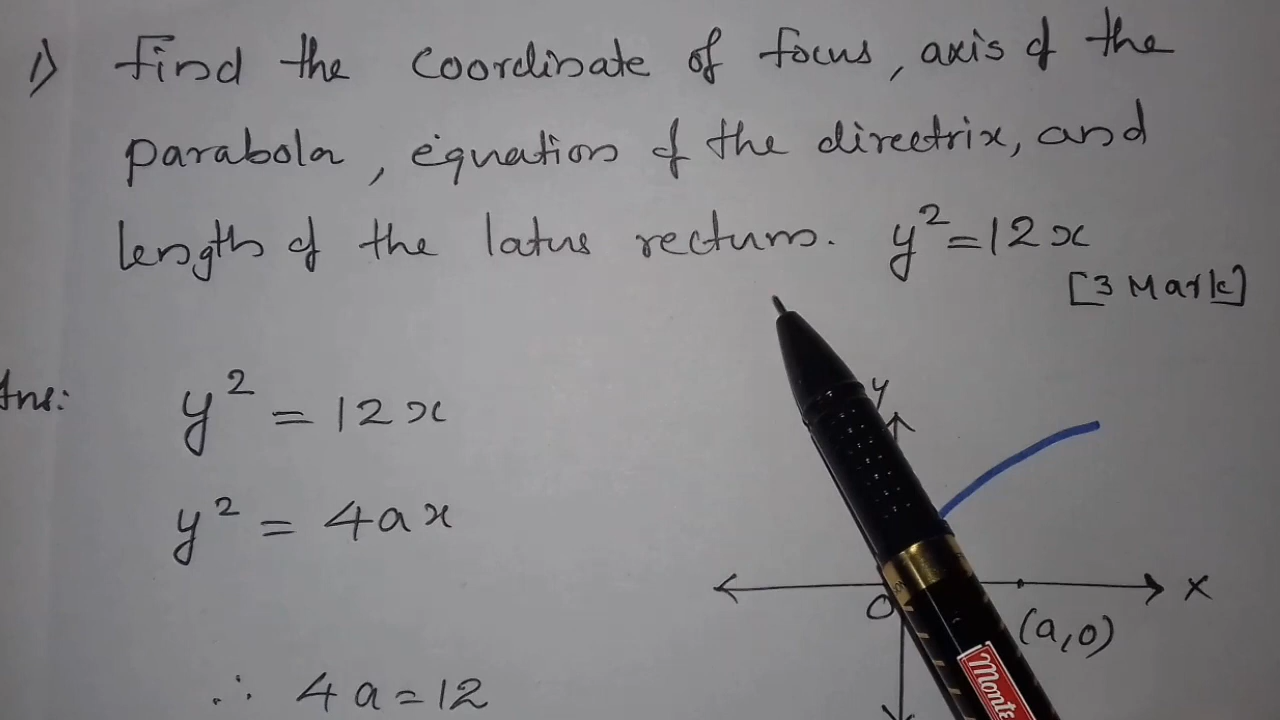 1) Find the coordinate of focus, axis of the
parabola, equation of the directrix, and
length of the latus rectum. y² = 12x
[3 Mark]
Ans: y² = 12x
y² = 4ax
∴ 4a = 12
y
x
O
(a,0)
Monte